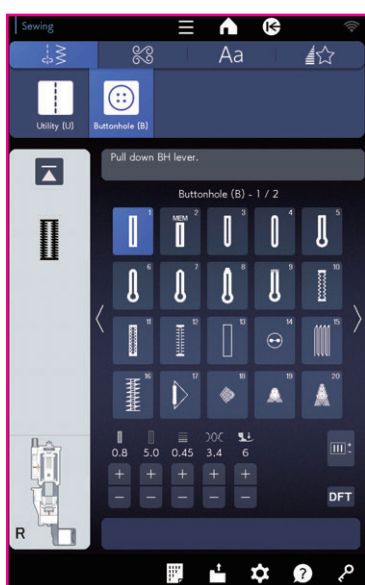 Sewing
Aa
Utility (U)
Buttonhole (B)
Pull down BH lever.
Buttonhole (B) - 1 / 2
1
MEM 2
3
4
5
6
7
8
9
10
11
12
13
14
15
16
17
18
19
20
0.8 5.0 0.45 3.4 6
+ + + +
− − − −
DFT
R
?